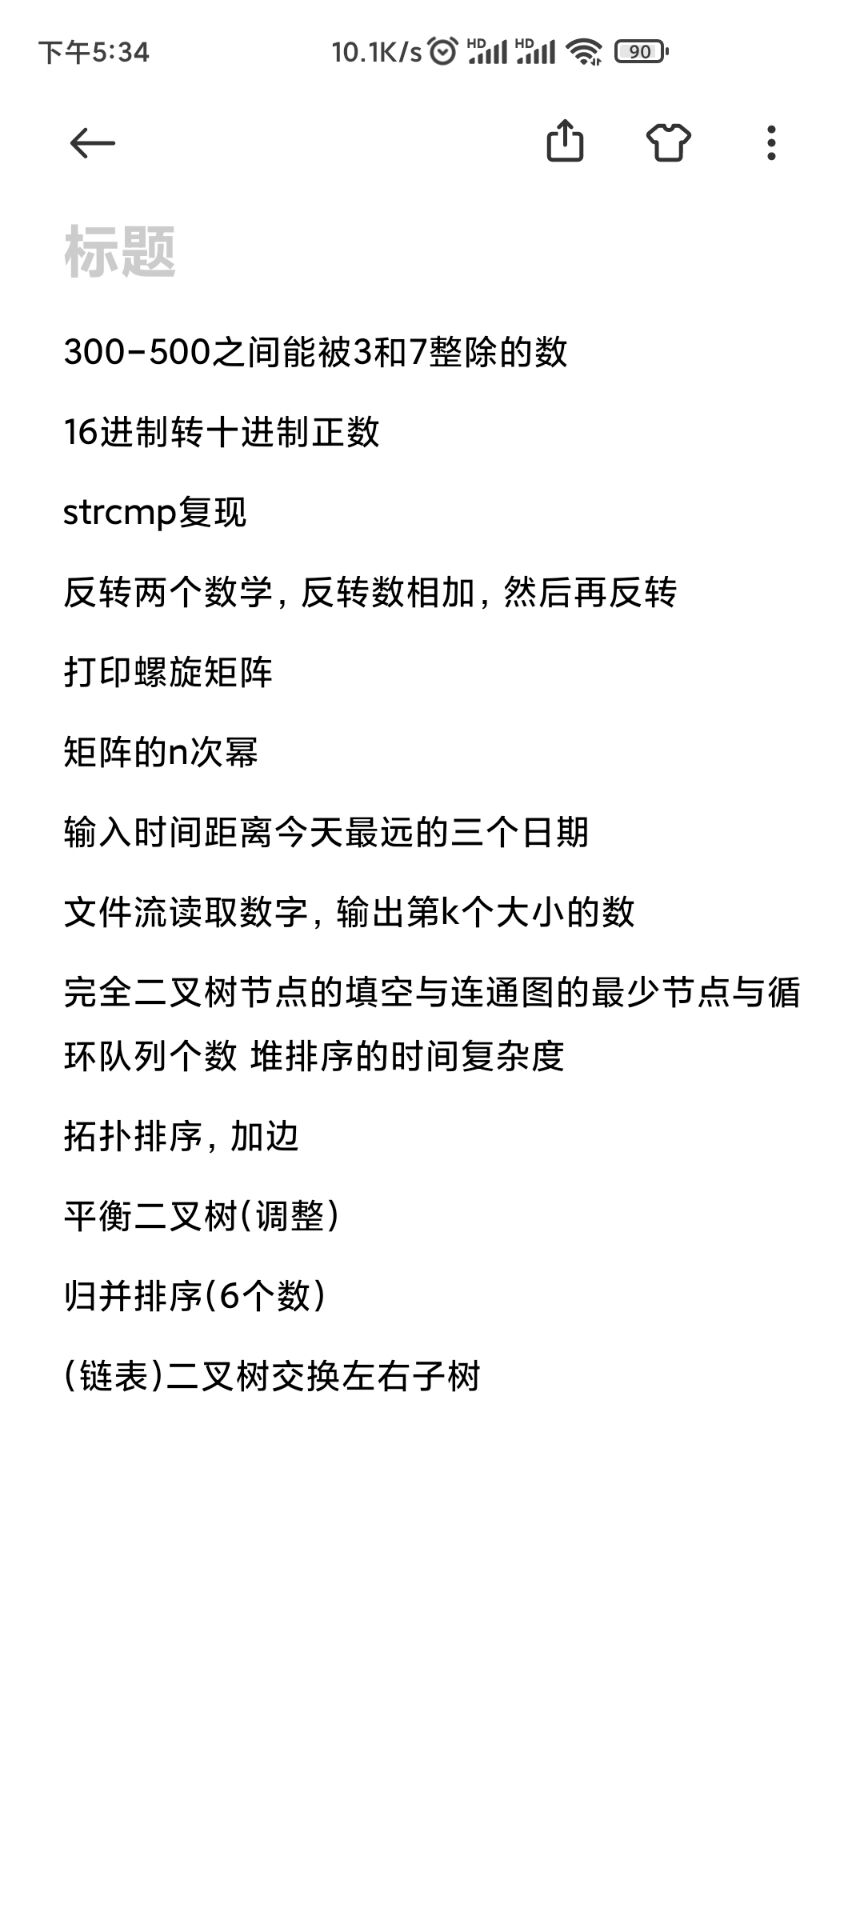 下午5:34
10.1K/s HD HD 90
标题
300-500之间能被3和7整除的数
16进制转十进制正数
strcmp复现
反转两个数学, 反转数相加, 然后再反转
打印螺旋矩阵
矩阵的n次幂
输入时间距离今天最远的三个日期
文件流读取数字, 输出第k个大小的数
完全二叉树节点的填空与连通图的最少节点与循
环队列个数 堆排序的时间复杂度
拓扑排序, 加边
平衡二叉树(调整)
归并排序(6个数)
(链表)二叉树交换左右子树